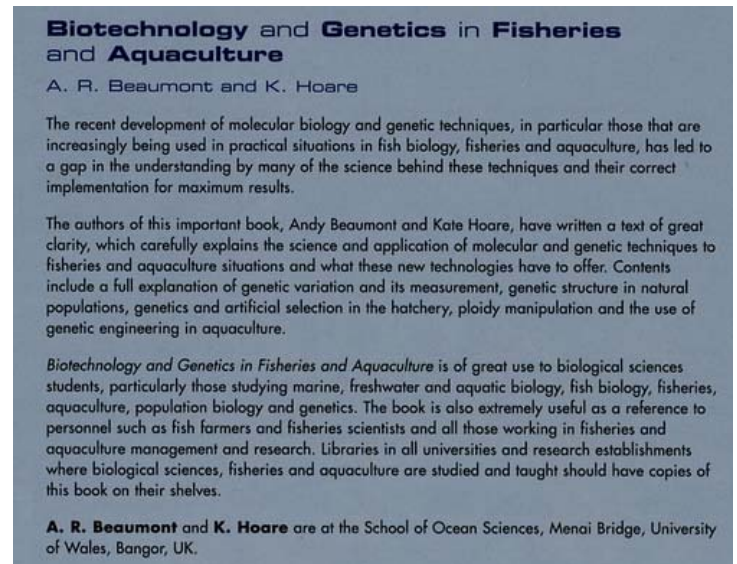 Biotechnology and Genetics in Fisheries
and Aquaculture
A. R. Beaumont and K. Hoare
The recent development of molecular biology and genetic techniques, in particular those that are
increasingly being used in practical situations in fish biology, fisheries and aquaculture, has led to
a gap in the understanding by many of the science behind these techniques and their correct
implementation for maximum results.
The authors of this important book, Andy Beaumont and Kate Hoare, have written a text of great
clarity, which carefully explains the science and application of molecular and genetic techniques to
fisheries and aquaculture situations and what these new technologies have to offer. Contents
include a full explanation of genetic variation and its measurement, genetic structure in natural
populations, genetics and artificial selection in the hatchery, ploidy manipulation and the use of
genetic engineering in aquaculture.
Biotechnology and Genetics in Fisheries and Aquaculture is of great use to biological sciences
students, particularly those studying marine, freshwater and aquatic biology, fish biology, fisheries,
aquaculture, population biology and genetics. The book is also extremely useful as a reference to
personnel such as fish farmers and fisheries scientists and all those working in fisheries and
aquaculture management and research. Libraries in all universities and research establishments
where biological sciences, fisheries and aquaculture are studied and taught should have copies of
this book on their shelves.
A. R. Beaumont and K. Hoare are at the School of Ocean Sciences, Menai Bridge, University
of Wales, Bangor, UK.